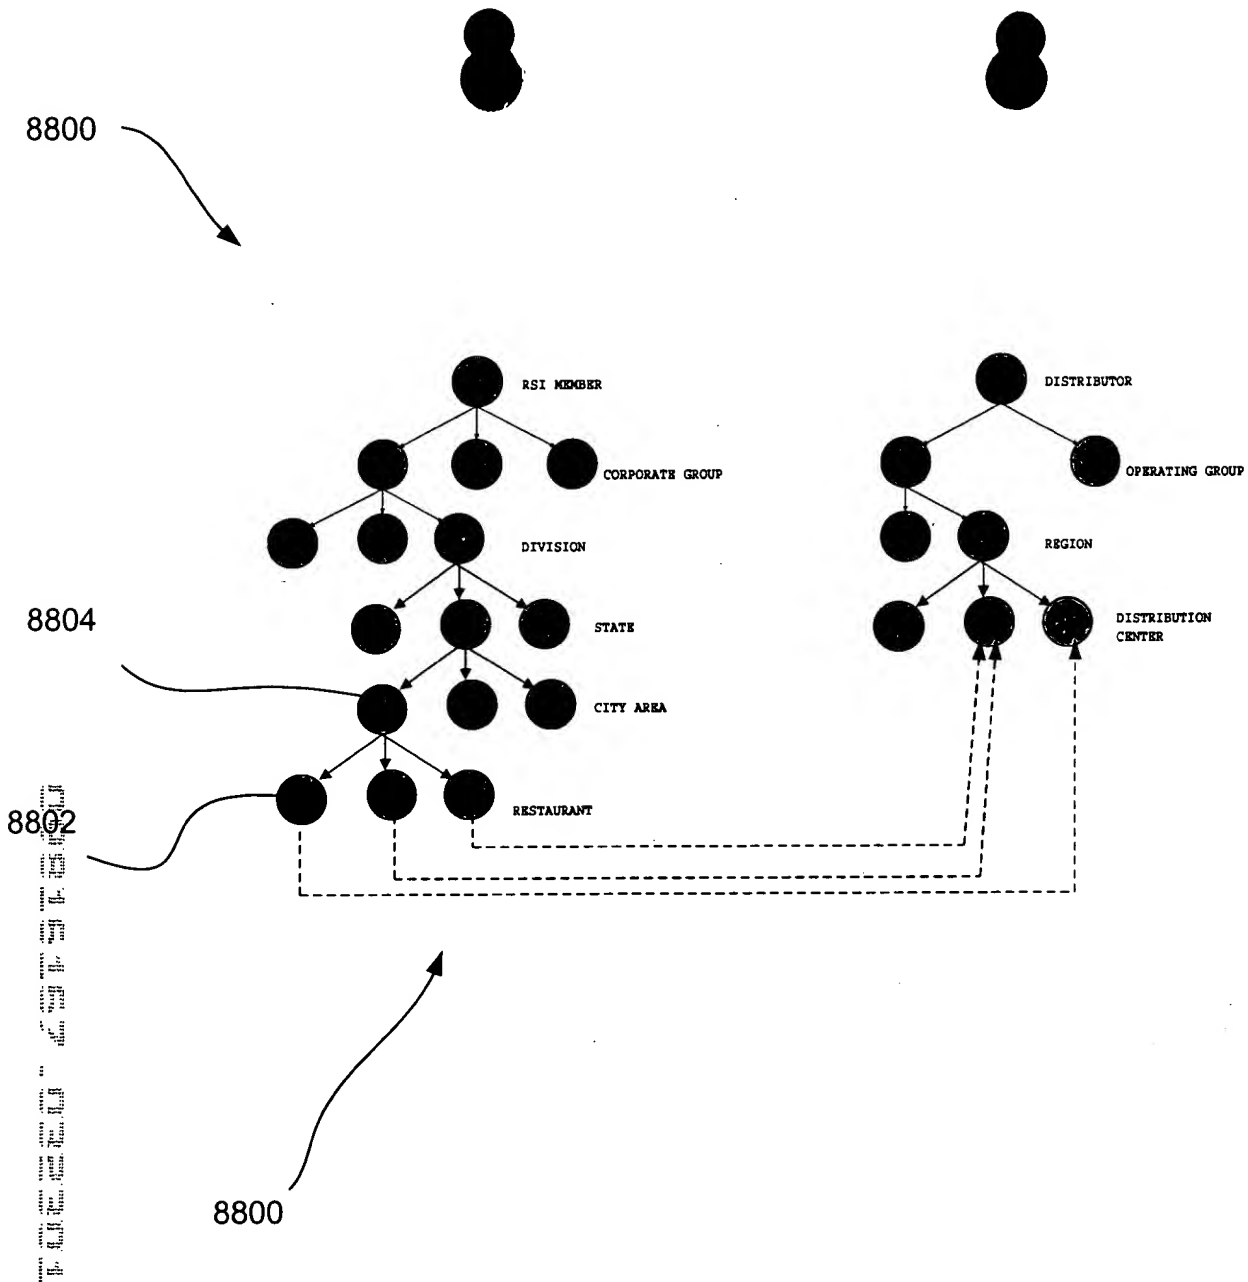 8800
RSI MEMBER
DISTRIBUTOR
CORPORATE GROUP
OPERATING GROUP
DIVISION
REGION
8804
STATE
DISTRIBUTION
CENTER
CITY AREA
8802
RESTAURANT
8800